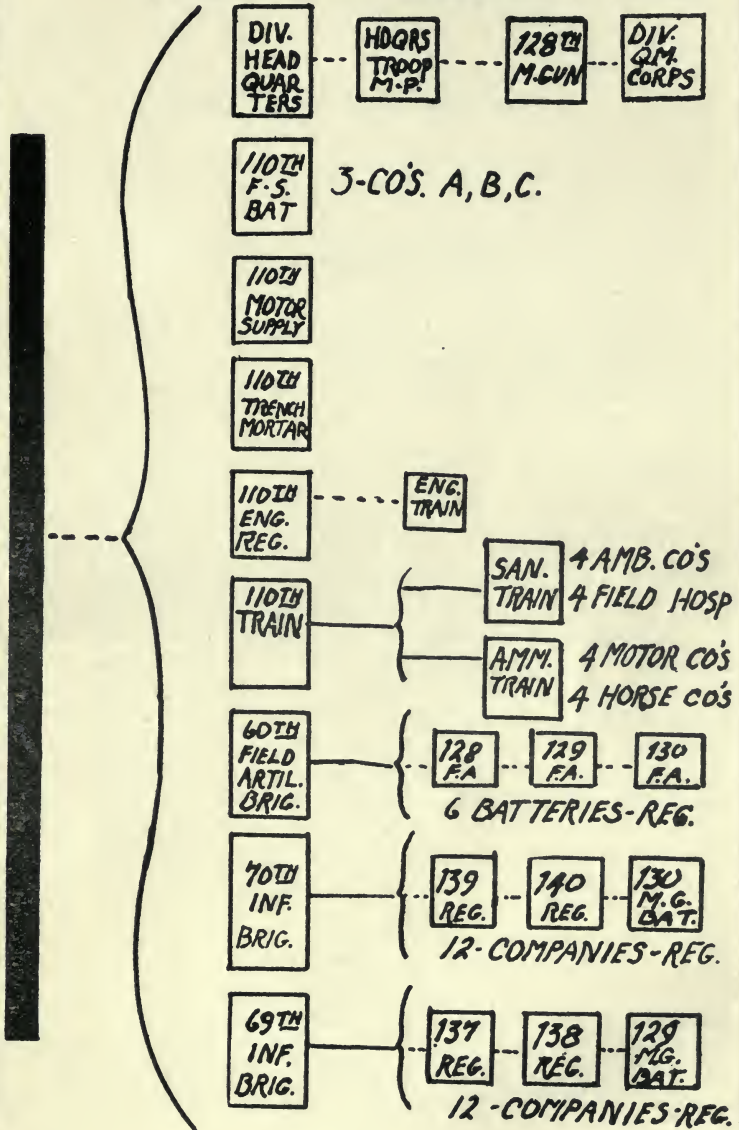 DIV.
HEAD
QUAR
TERS
HDQRS
TROOP
M.P.
128TH
M.GUN
DIV.
Q.M.
CORPS
110TH
F.S.
BAT
3-CO'S. A, B, C.
110TH
MOTOR
SUPPLY
110TH
TRENCH
MORTAR
110TH
ENG.
REG.
ENG.
TRAIN
110TH
TRAIN
SAN.
TRAIN
4 AMB. CO'S
4 FIELD HOSP
AMM.
TRAIN
4 MOTOR CO'S
4 HORSE CO'S
60TH
FIELD
ARTIL.
BRIG.
128
F.A
129
F.A.
130
F.A.
6 BATTERIES-REG.
70TH
INF.
BRIG.
139
REG.
140
REG.
130
M.G.
BAT.
12-COMPANIES-REG.
69TH
INF.
BRIG.
137
REG.
138
REG.
129
M.G.
BAT.
12-COMPANIES-REG.